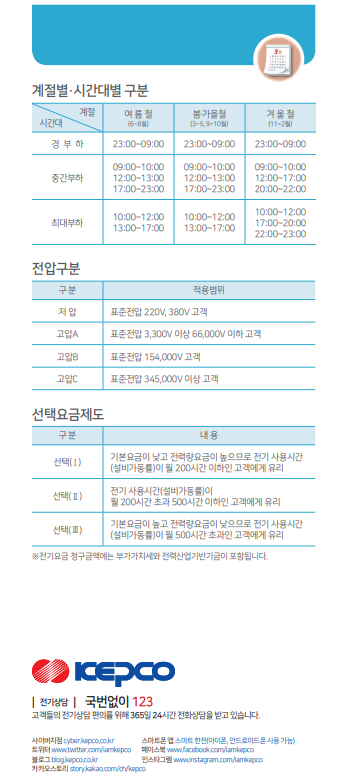 3월
계절별·시간대별 구분
계절
시간대
여 름 철
(6~8월)
봄·가을철
(3~5, 9~10월)
겨 울 철
(11~2월)
경 부 하
23:00~09:00
23:00~09:00
23:00~09:00
중간부하
09:00~10:00
12:00~13:00
17:00~23:00
09:00~10:00
12:00~13:00
17:00~23:00
09:00~10:00
12:00~17:00
20:00~22:00
최대부하
10:00~12:00
13:00~17:00
10:00~12:00
13:00~17:00
10:00~12:00
17:00~20:00
22:00~23:00
전압구분
구 분
적용범위
저 압
표준전압 220V, 380V 고객
고압A
표준전압 3,300V 이상 66,000V 이하 고객
고압B
표준전압 154,000V 고객
고압C
표준전압 345,000V 이상 고객
선택요금제도
구 분
내 용
선택(Ⅰ)
기본요금이 낮고 전력량요금이 높으므로 전기 사용시간
(설비가동률)이 월 200시간 이하인 고객에게 유리
선택(Ⅱ)
전기 사용시간(설비가동률)이
월 200시간 초과 500시간 이하인 고객에게 유리
선택(Ⅲ)
기본요금이 높고 전력량요금이 낮으므로 전기 사용시간
(설비가동률)이 월 500시간 초과인 고객에게 유리
※전기요금 청구금액에는 부가가치세와 전력산업기반기금이 포함됩니다.
KEPCO
| 전기상담 | 국번없이 123
고객들의 전기상담 편의를 위해 365일 24시간 전화상담을 받고 있습니다.
사이버지점 cyber.kepco.co.kr
스마트폰 앱 스마트 한전(아이폰, 안드로이드폰 사용 가능)
트위터 www.twitter.com/iamkepco
페이스북 www.facebook.com/iamkepco
블로그 blog.kepco.co.kr
인스타그램 www.instagram.com/iamkepco
카카오스토리 story.kakao.com/ch/kepco